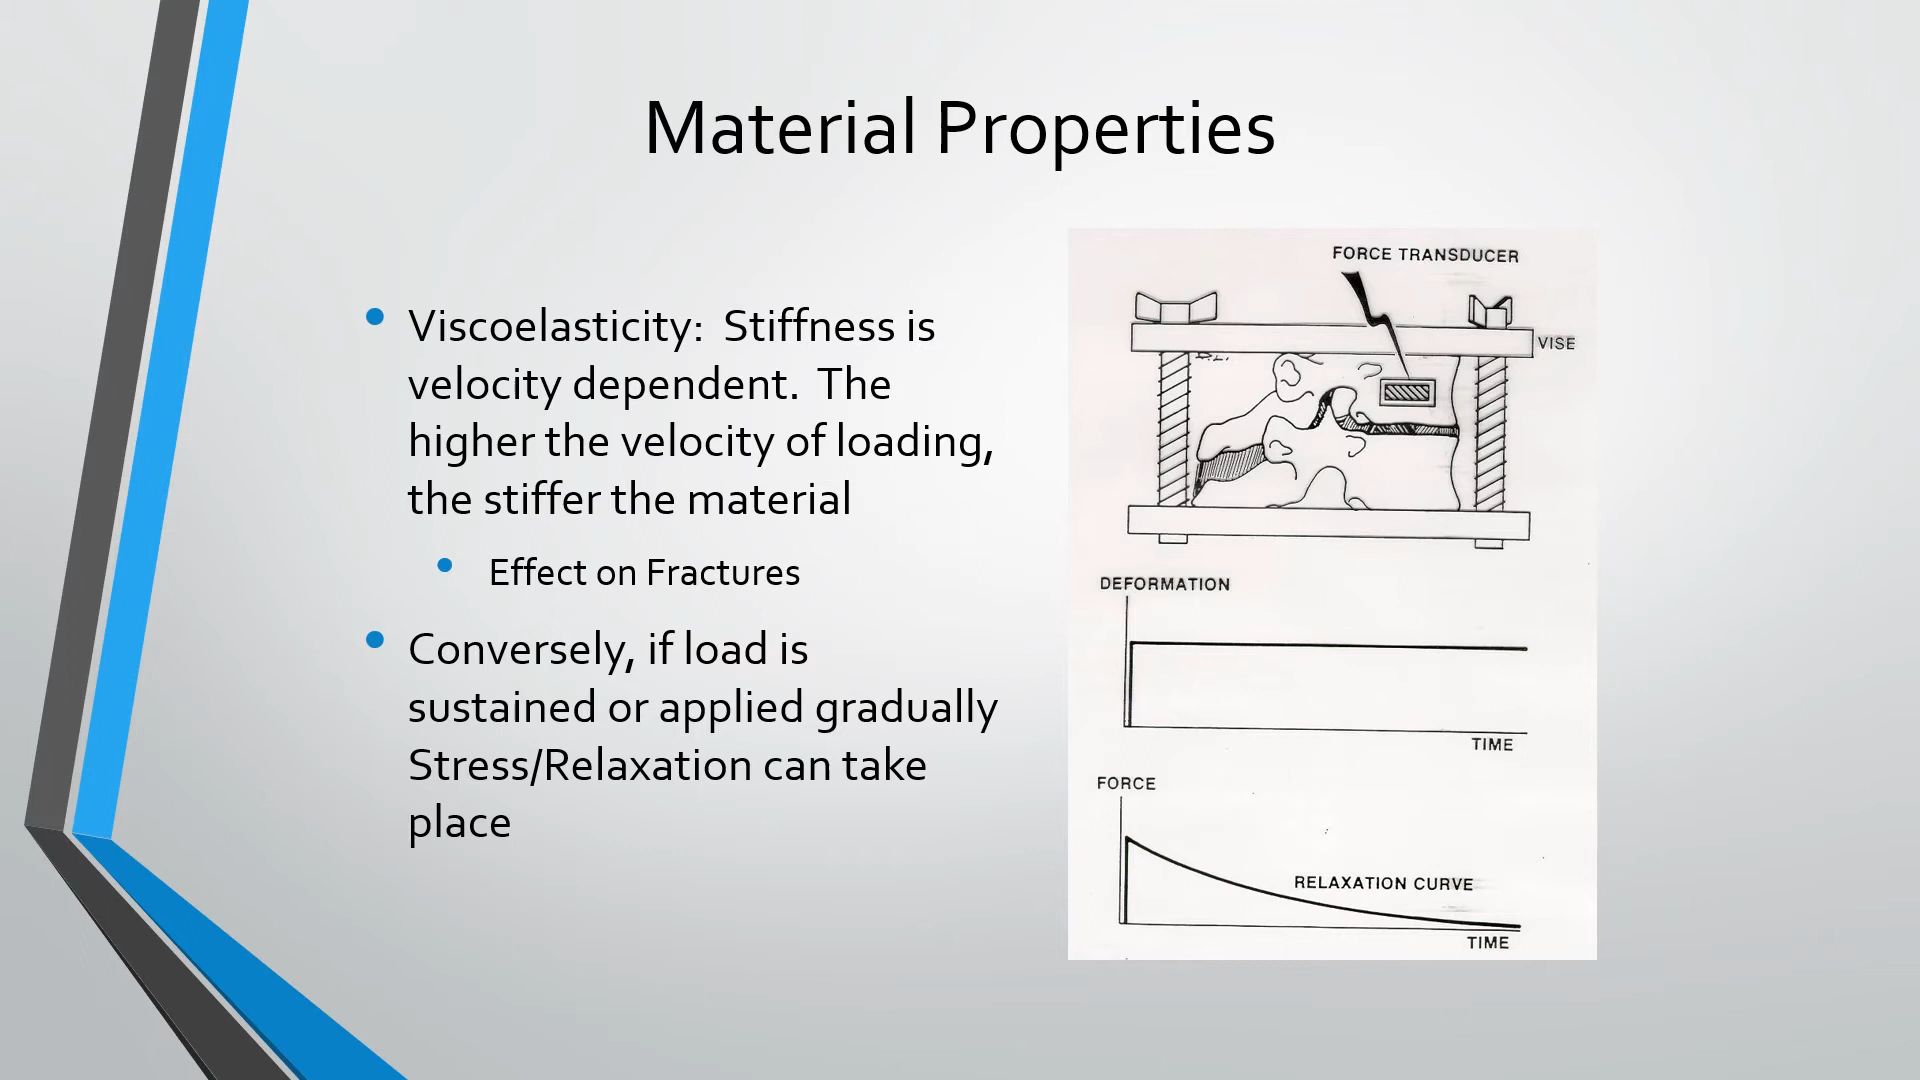 Material Properties
Viscoelasticity: Stiffness is
velocity dependent. The
higher the velocity of loading,
the stiffer the material
Effect on Fractures
Conversely, if load is
sustained or applied gradually
Stress/Relaxation can take
place
FORCE TRANSDUCER
VISE
DEFORMATION
TIME
FORCE
RELAXATION CURVE
TIME